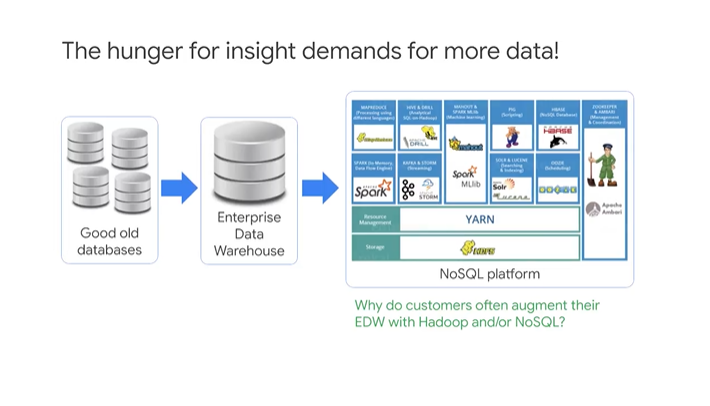 The hunger for insight demands for more data!
Good old
databases
Enterprise
Data
Warehouse
MAPREDUCE
(Processing using
different languages)
HIVE & DRILL
(Analytical
SQL-on-Hadoop)
MAHOUT &
SPARK MLlib
(Machine learning)
PIG
(Scripting)
HBASE
(NoSQL Database)
ZOOKEEPER
& AMBARI
(Management
& Coordination)
DRILL
mahout
HBASE
SPARK (In-Memory,
Data Flow Engine)
KAFKA & STORM
(Streaming)
SOLR & LUCENE
(Searching
& Indexing)
OOZIE
(Scheduling)
Spark
STORM
Spark
MLlib
Solr
Lucene
Apache
Ambari
Resource
Management
YARN
Storage
HDFS
NoSQL platform
Why do customers often augment their
EDW with Hadoop and/or NoSQL?